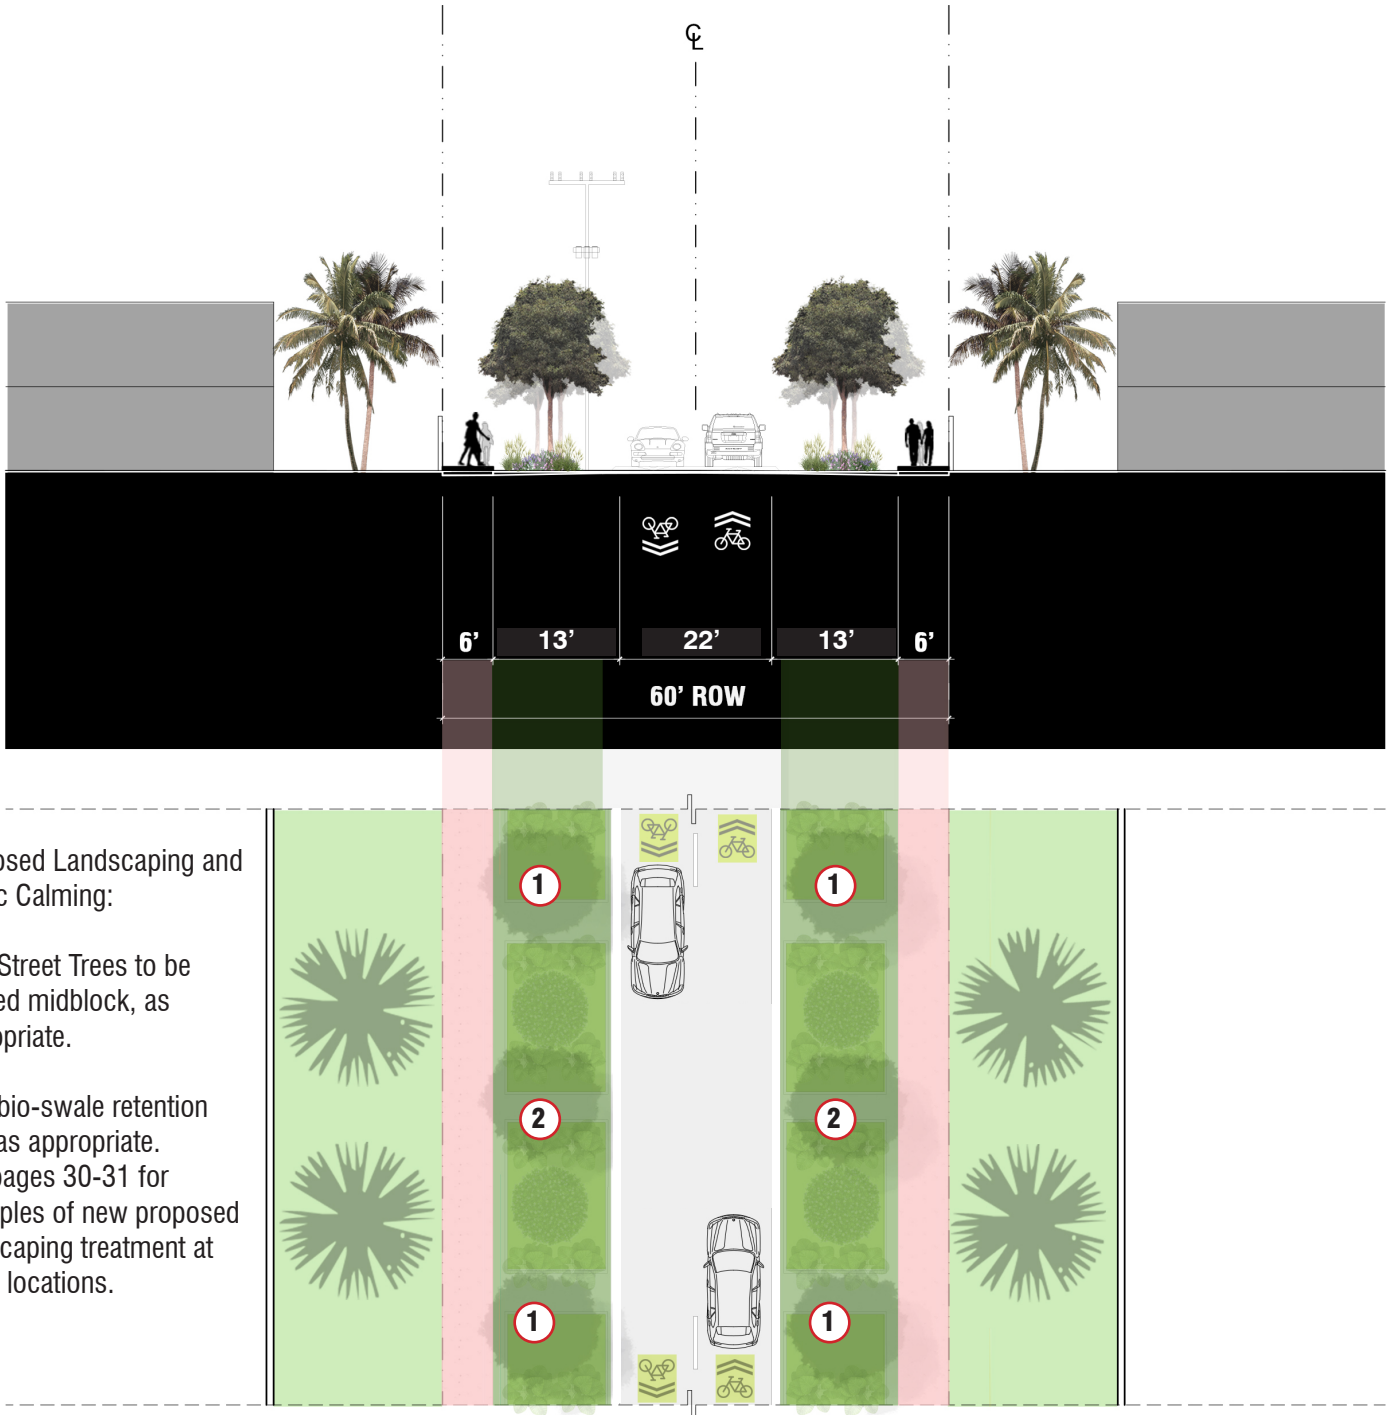 ℄
6’ 13’ 22’ 13’ 6’
60’ ROW
osed Landscaping and
c Calming:
Street Trees to be
ed midblock, as
opriate.
bio-swale retention
as appropriate.
pages 30-31 for
ples of new proposed
caping treatment at
locations.
1 1
2 2
1 1